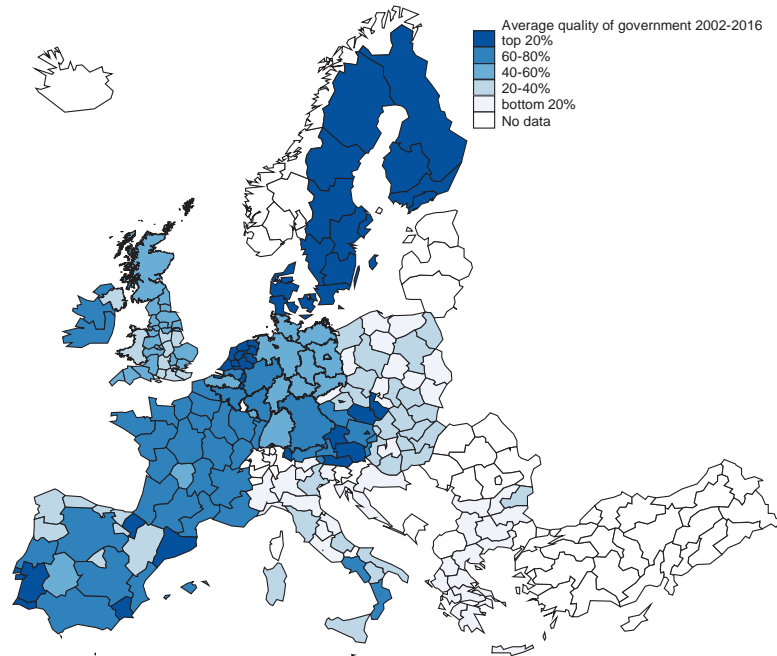 Average quality of government 2002-2016
top 20%
60-80%
40-60%
20-40%
bottom 20%
No data